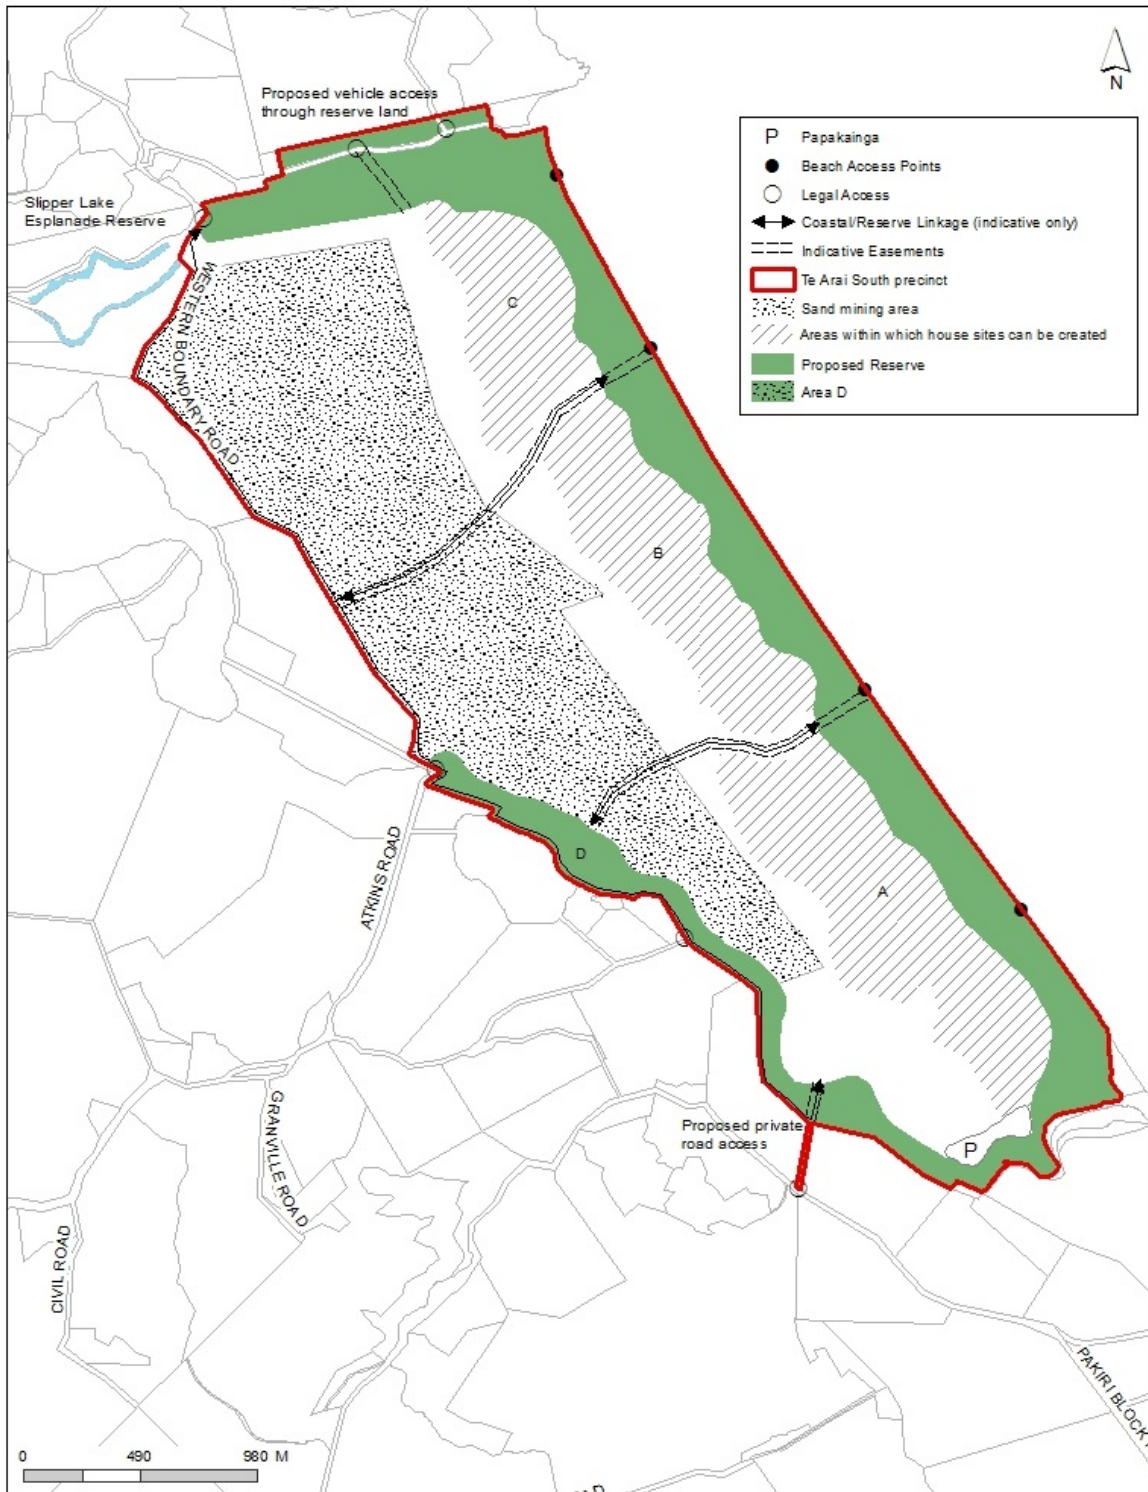 Proposed vehicle access
through reserve land
N
P Papakainga
Beach Access Points
Legal Access
Coastal/Reserve Linkage (indicative only)
Indicative Easements
Te Arai South precinct
Sand mining area
Areas within which house sites can be created
Proposed Reserve
Area D
Slipper Lake
Esplanade Reserve
WESTERN BOUNDARY ROAD
C
B
A
D
ATKINS ROAD
Proposed private
road access
P
GRANVILLE ROAD
CIVIL ROAD
PAKIRI BLOCK
0 490 980 M